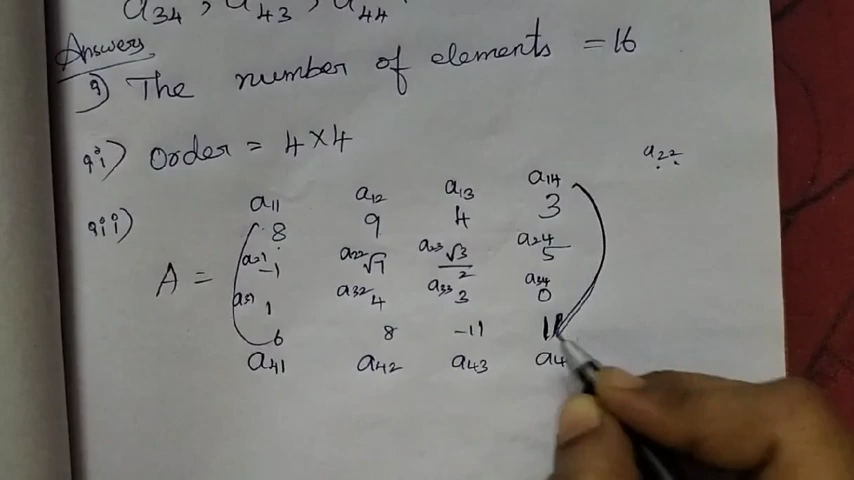 a34, a43, a44.
Answers
i) The number of elements = 16
ii) Order = 4×4
a22
iii)
a11 a12 a13 a14
8 9 4 3
a21 a22 a23 a24
A = -1 √7 √3/2 5
a31 a32 a33 a34
1 4 3 0
6 8 -11 1
a41 a42 a43 a4